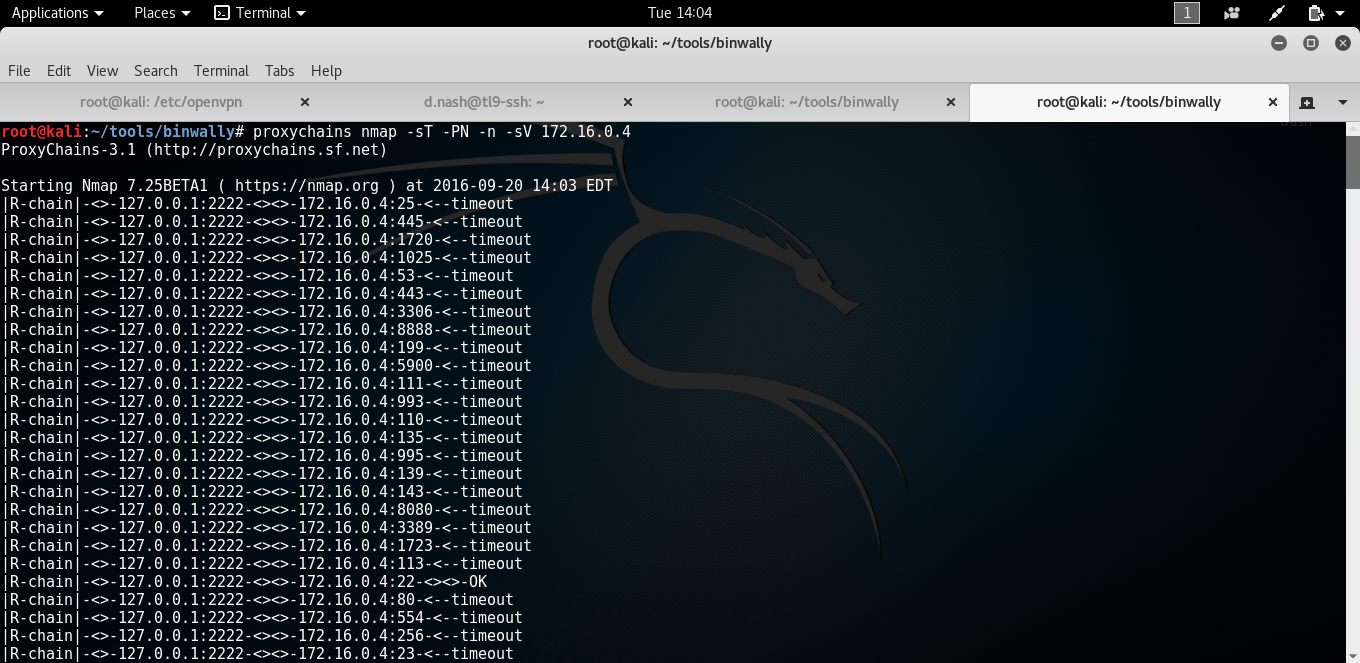 Applications Places Terminal Tue 14:04 1
root@kali: ~/tools/binwally
File Edit View Search Terminal Tabs Help
root@kali: /etc/openvpn d.nash@tl9-ssh: ~ root@kali: ~/tools/binwally root@kali: ~/tools/binwally
root@kali:~/tools/binwally# proxychains nmap -sT -PN -n -sV 172.16.0.4
ProxyChains-3.1 (http://proxychains.sf.net)
Starting Nmap 7.25BETA1 ( https://nmap.org ) at 2016-09-20 14:03 EDT
|R-chain|-<>-127.0.0.1:2222-<><>-172.16.0.4:25-<--timeout
|R-chain|-<>-127.0.0.1:2222-<><>-172.16.0.4:445-<--timeout
|R-chain|-<>-127.0.0.1:2222-<><>-172.16.0.4:1720-<--timeout
|R-chain|-<>-127.0.0.1:2222-<><>-172.16.0.4:1025-<--timeout
|R-chain|-<>-127.0.0.1:2222-<><>-172.16.0.4:53-<--timeout
|R-chain|-<>-127.0.0.1:2222-<><>-172.16.0.4:443-<--timeout
|R-chain|-<>-127.0.0.1:2222-<><>-172.16.0.4:3306-<--timeout
|R-chain|-<>-127.0.0.1:2222-<><>-172.16.0.4:8888-<--timeout
|R-chain|-<>-127.0.0.1:2222-<><>-172.16.0.4:199-<--timeout
|R-chain|-<>-127.0.0.1:2222-<><>-172.16.0.4:5900-<--timeout
|R-chain|-<>-127.0.0.1:2222-<><>-172.16.0.4:111-<--timeout
|R-chain|-<>-127.0.0.1:2222-<><>-172.16.0.4:993-<--timeout
|R-chain|-<>-127.0.0.1:2222-<><>-172.16.0.4:110-<--timeout
|R-chain|-<>-127.0.0.1:2222-<><>-172.16.0.4:135-<--timeout
|R-chain|-<>-127.0.0.1:2222-<><>-172.16.0.4:995-<--timeout
|R-chain|-<>-127.0.0.1:2222-<><>-172.16.0.4:139-<--timeout
|R-chain|-<>-127.0.0.1:2222-<><>-172.16.0.4:143-<--timeout
|R-chain|-<>-127.0.0.1:2222-<><>-172.16.0.4:8080-<--timeout
|R-chain|-<>-127.0.0.1:2222-<><>-172.16.0.4:3389-<--timeout
|R-chain|-<>-127.0.0.1:2222-<><>-172.16.0.4:1723-<--timeout
|R-chain|-<>-127.0.0.1:2222-<><>-172.16.0.4:113-<--timeout
|R-chain|-<>-127.0.0.1:2222-<><>-172.16.0.4:22-<><>-OK
|R-chain|-<>-127.0.0.1:2222-<><>-172.16.0.4:80-<--timeout
|R-chain|-<>-127.0.0.1:2222-<><>-172.16.0.4:554-<--timeout
|R-chain|-<>-127.0.0.1:2222-<><>-172.16.0.4:256-<--timeout
|R-chain|-<>-127.0.0.1:2222-<><>-172.16.0.4:23-<--timeout